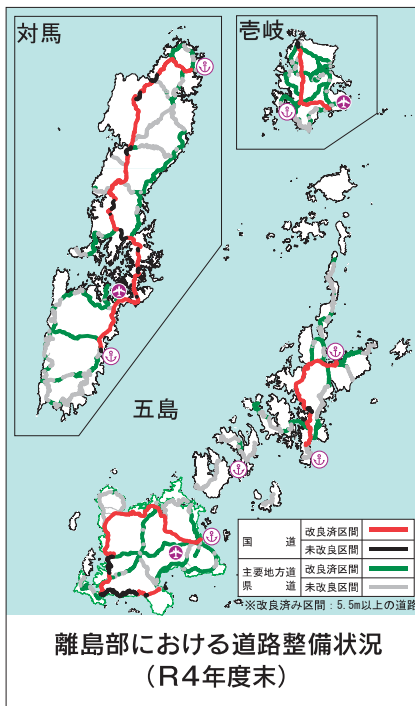 対馬
壱岐
五島
国　道　改良済区間
未改良区間
主要地方道　改良済区間
県　道　未改良区間
※改良済み区間：5.5m以上の道路
離島部における道路整備状況
（R4年度末）